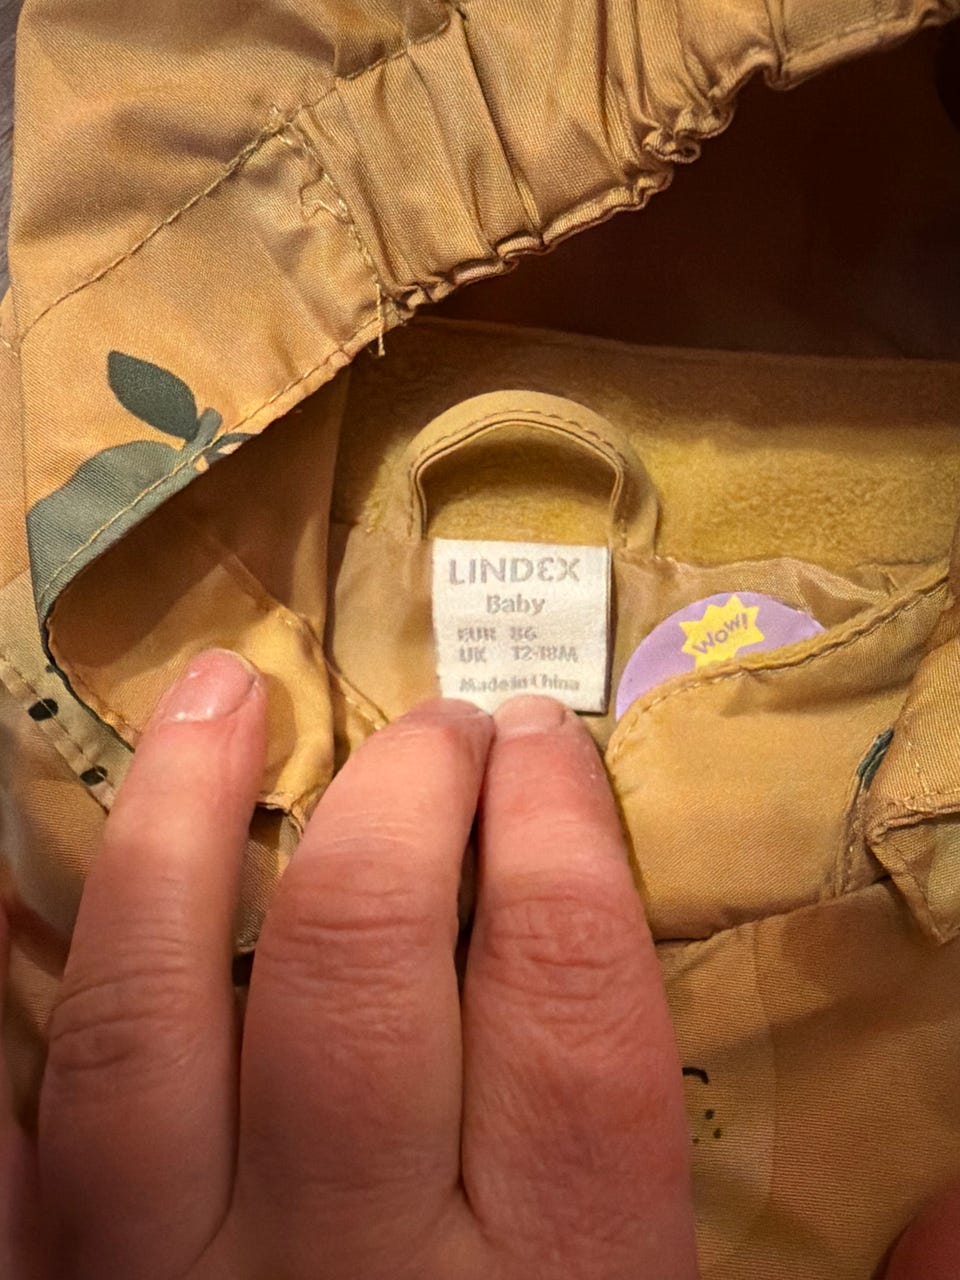 LINDEX
Baby
EUR 86
UK 12-18M
Made in China
WOW!